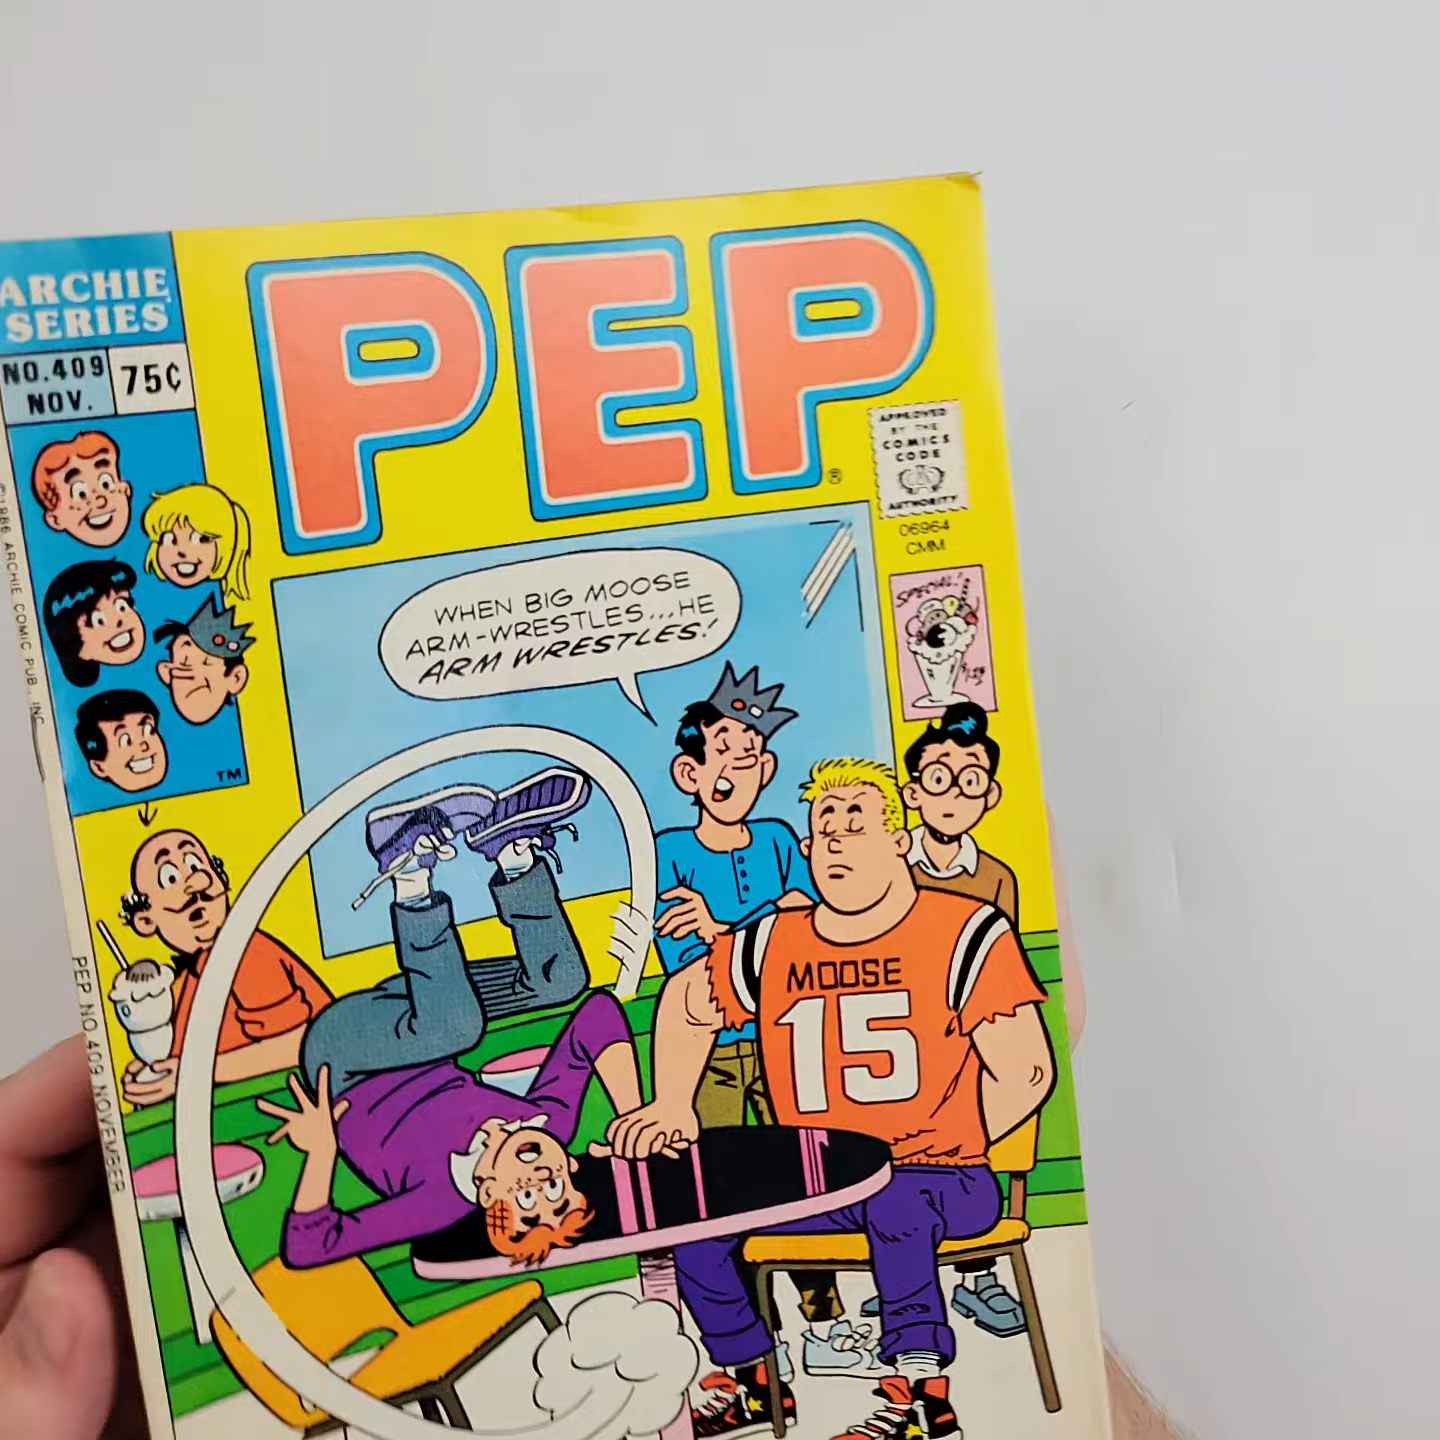 ARCHIE
SERIES
NO.409
NOV.
75¢
PEP
®
APPROVED
BY THE
COMICS
CODE
AUTHORITY
06964
CMM
SPECIAL!
WHEN BIG MOOSE
ARM-WRESTLES...HE
ARM WRESTLES!
TM
MOOSE
15
©1986 ARCHIE COMIC PUB., INC.
PEP NO.409 NOVEMBER